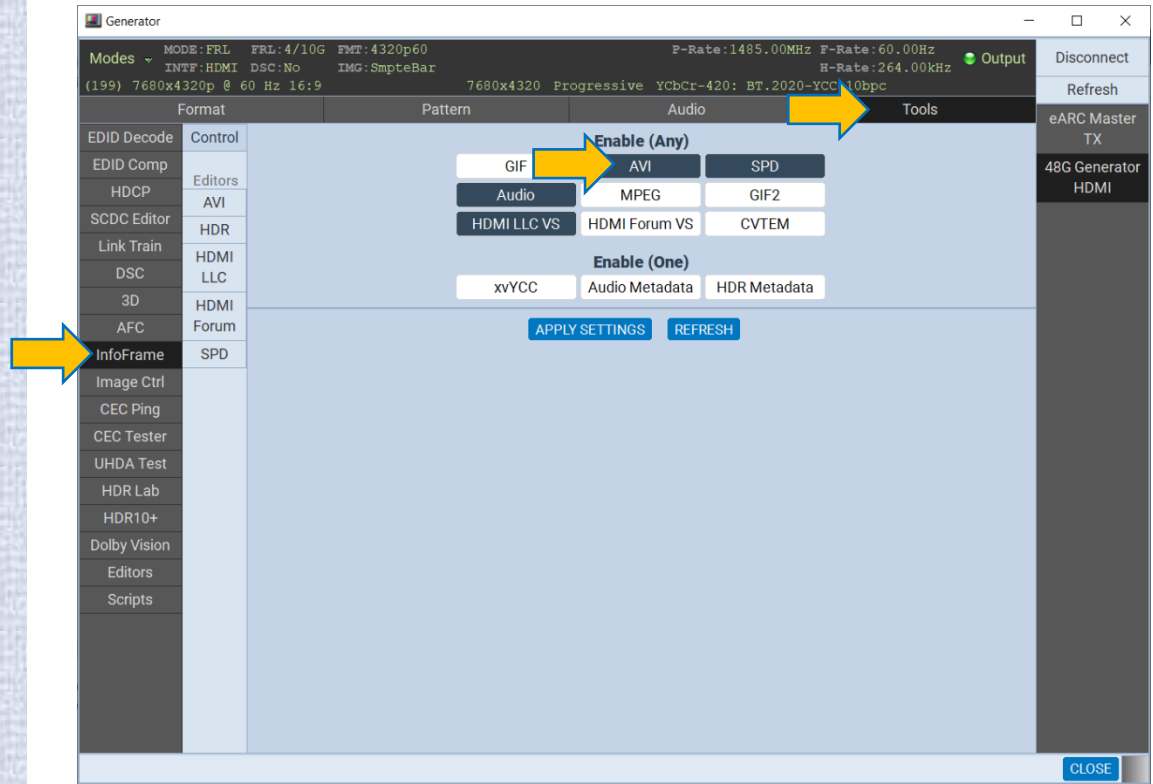 Generator
Modes
MODE:FRL FRL:4/10G FMT:4320p60 P-Rate:1485.00MHz F-Rate:60.00Hz
INTF:HDMI DSC:No IMG:SmpteBar H-Rate:264.00kHz
Output
(199) 7680x4320p @ 60 Hz 16:9 7680x4320 Progressive YCbCr-420: BT.2020-YCC 10bpc
Disconnect
Refresh
Format Pattern Audio Tools
eARC Master
TX
48G Generator
HDMI
EDID Decode
EDID Comp
HDCP
SCDC Editor
Link Train
DSC
3D
AFC
InfoFrame
Image Ctrl
CEC Ping
CEC Tester
UHDA Test
HDR Lab
HDR10+
Dolby Vision
Editors
Scripts
Control
Editors
AVI
HDR
HDMI
LLC
HDMI
Forum
SPD
Enable (Any)
GIF AVI SPD
Audio MPEG GIF2
HDMI LLC VS HDMI Forum VS CVTEM
Enable (One)
xvYCC Audio Metadata HDR Metadata
APPLY SETTINGS REFRESH
CLOSE